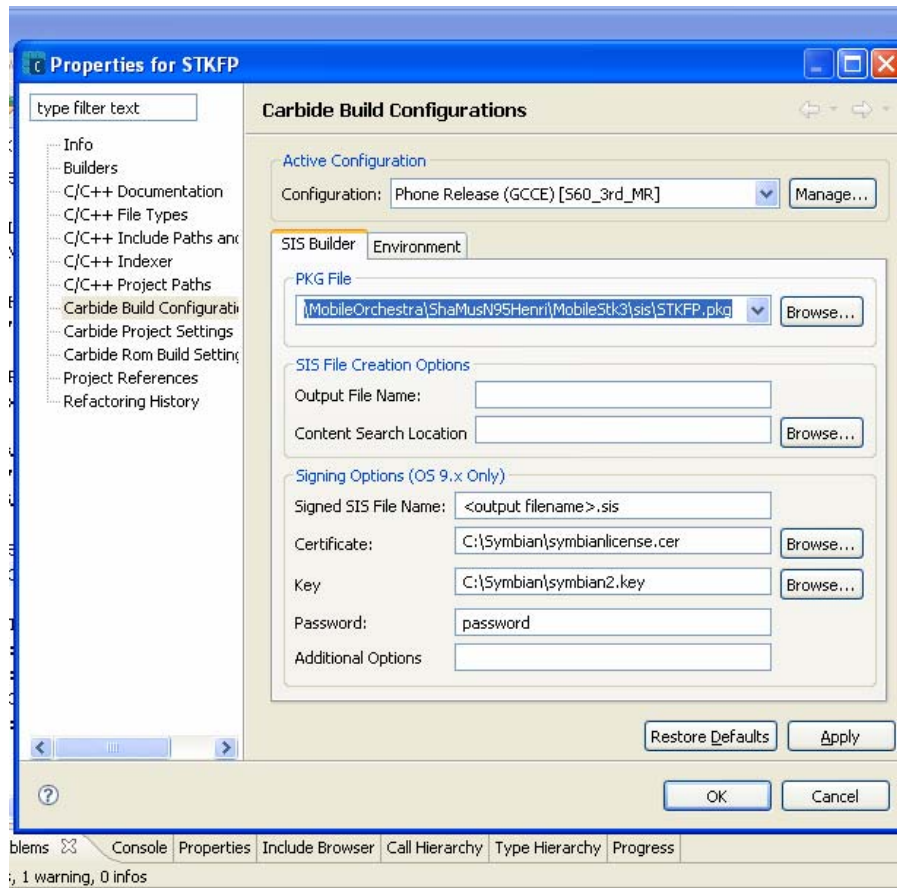 Properties for STKFP
type filter text
Info
Builders
C/C++ Documentation
C/C++ File Types
C/C++ Include Paths and
C/C++ Indexer
C/C++ Project Paths
Carbide Build Configuratio
Carbide Project Settings
Carbide Rom Build Setting
Project References
Refactoring History
Carbide Build Configurations
Active Configuration
Configuration: Phone Release (GCCE) [S60_3rd_MR] Manage...
SIS Builder Environment
PKG File
\MobileOrchestra\ShaMusN95Henri\MobileStk3\sis\STKFP.pkg Browse...
SIS File Creation Options
Output File Name:
Content Search Location Browse...
Signing Options (OS 9.x Only)
Signed SIS File Name: <output filename>.sis
Certificate: C:\Symbian\symbianlicense.cer Browse...
Key C:\Symbian\symbian2.key Browse...
Password: password
Additional Options
Restore Defaults Apply
OK Cancel
blems Console Properties Include Browser Call Hierarchy Type Hierarchy Progress
, 1 warning, 0 infos